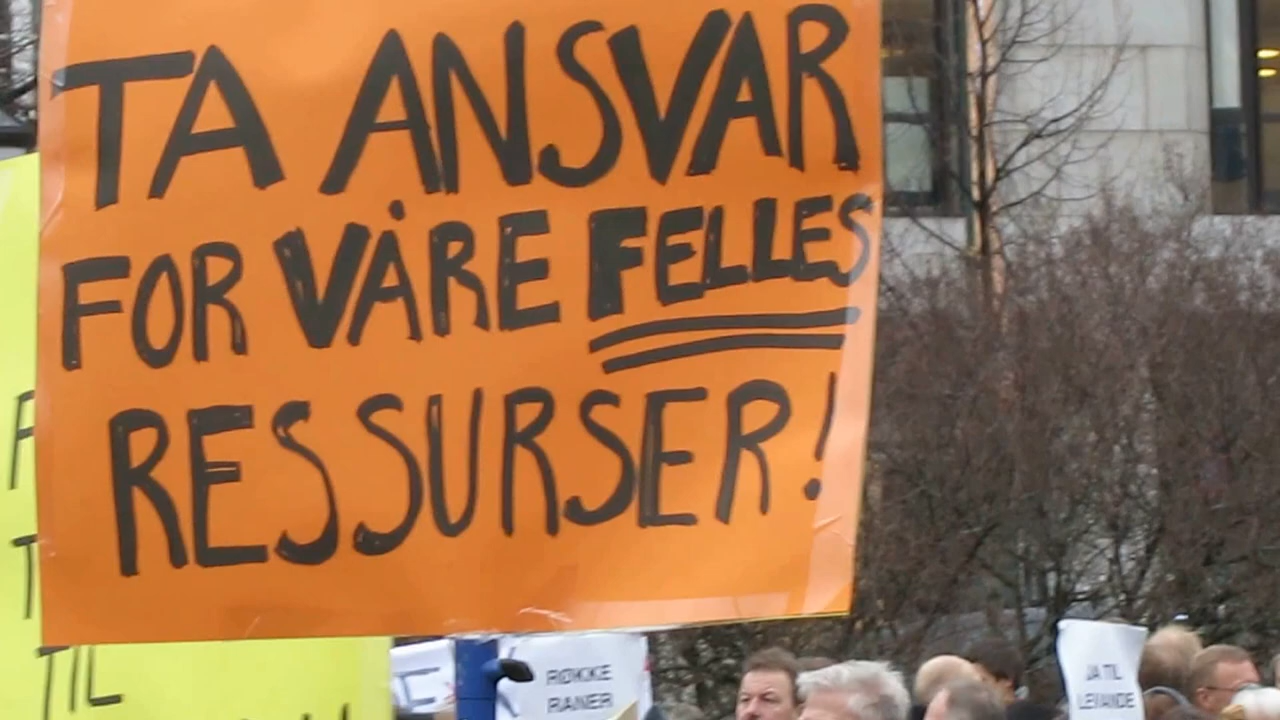 TA ANSVAR
FOR VÅRE FELLES
RESSURSER!
TIL
RØKKE
RANER
JA TIL
LEVANDE